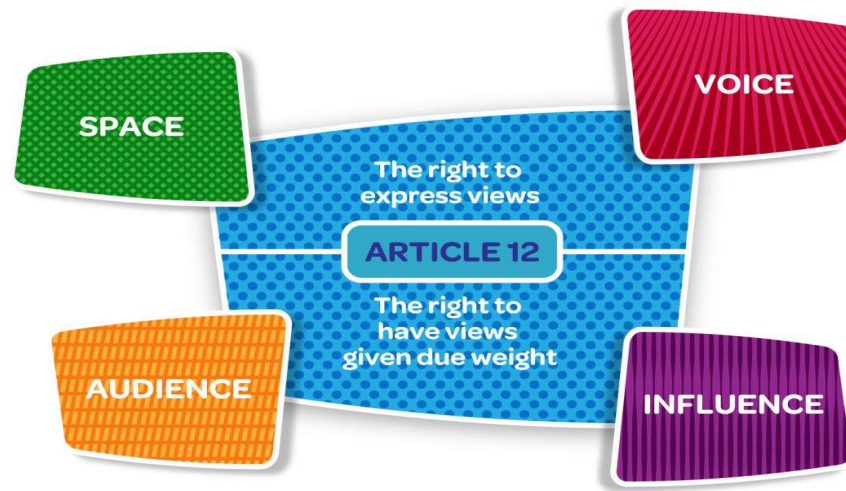 SPACE
VOICE
The right to
express views
ARTICLE 12
The right to
have views
given due weight
AUDIENCE
INFLUENCE